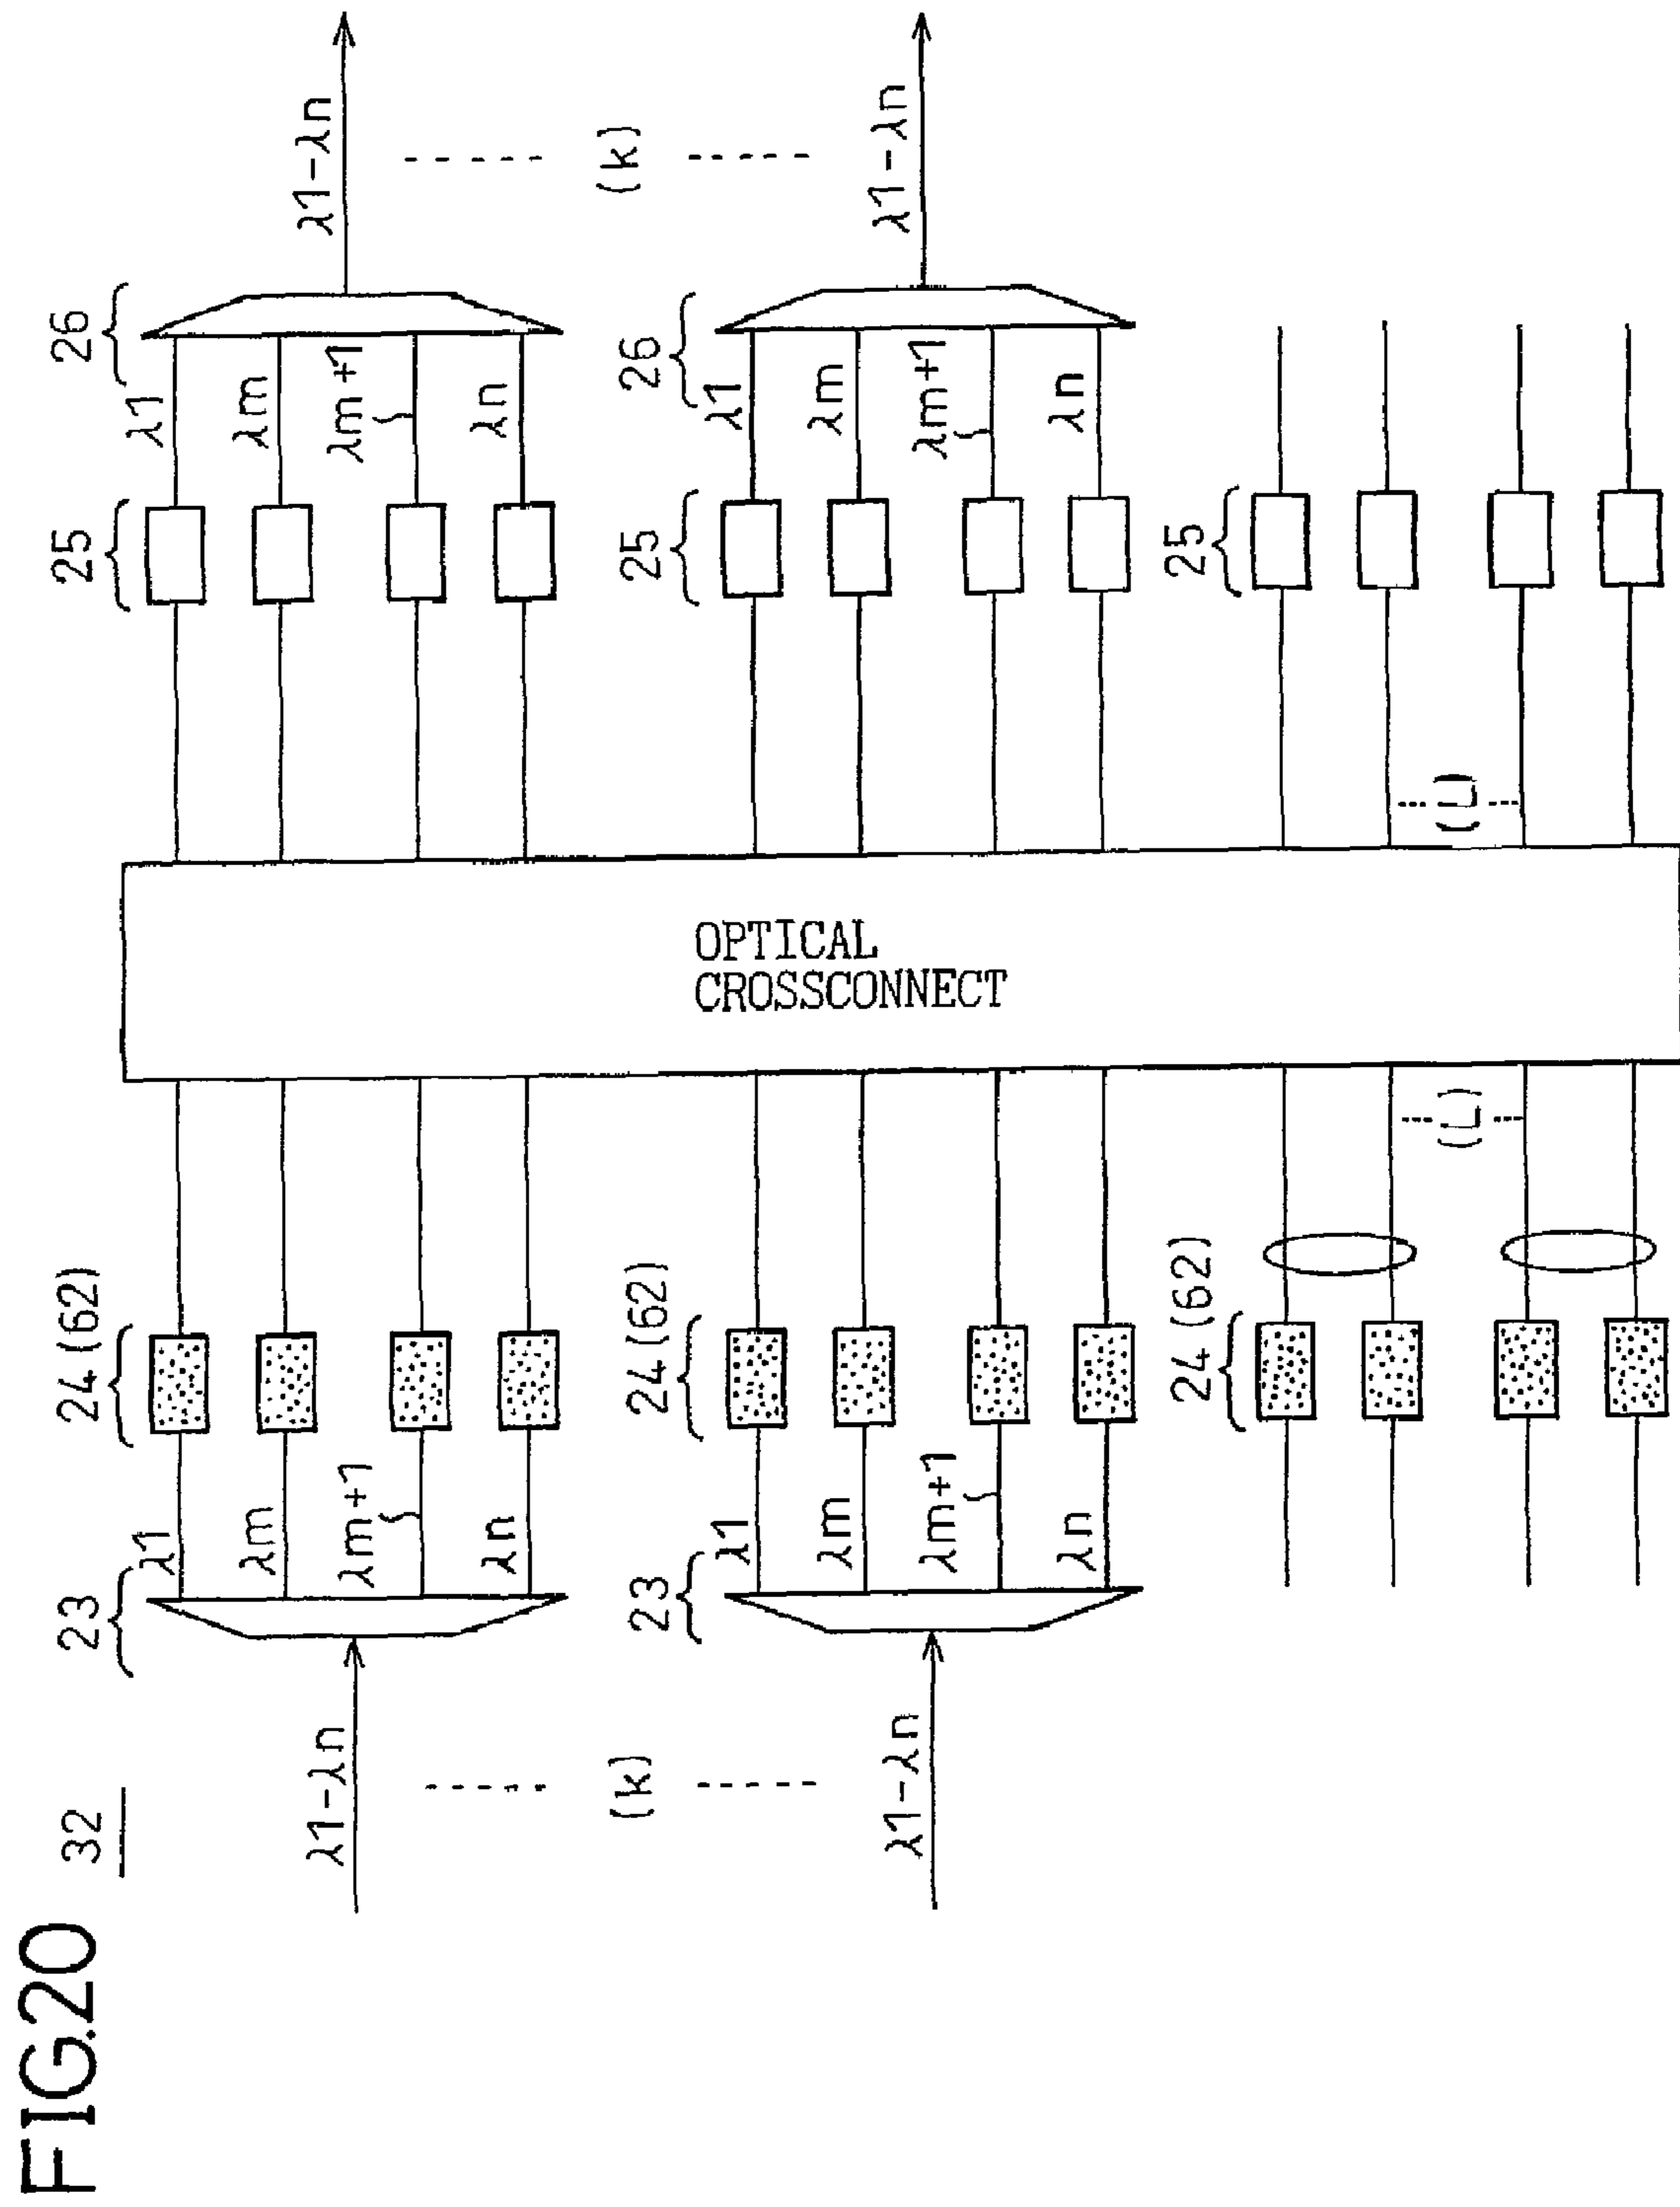 FIG.20
32
λ1-λn
(k)
λ1-λn
23
λ1
λm
λm+1
λn
23
λ1
λm
λm+1
λn
24 (62)
24 (62)
24 (62)
(L)
OPTICAL
CROSSCONNECT
(L)
25
25
25
26
λ1
λm
λm+1
λn
26
λ1
λm
λm+1
λn
λ1-λn
(k)
λ1-λn